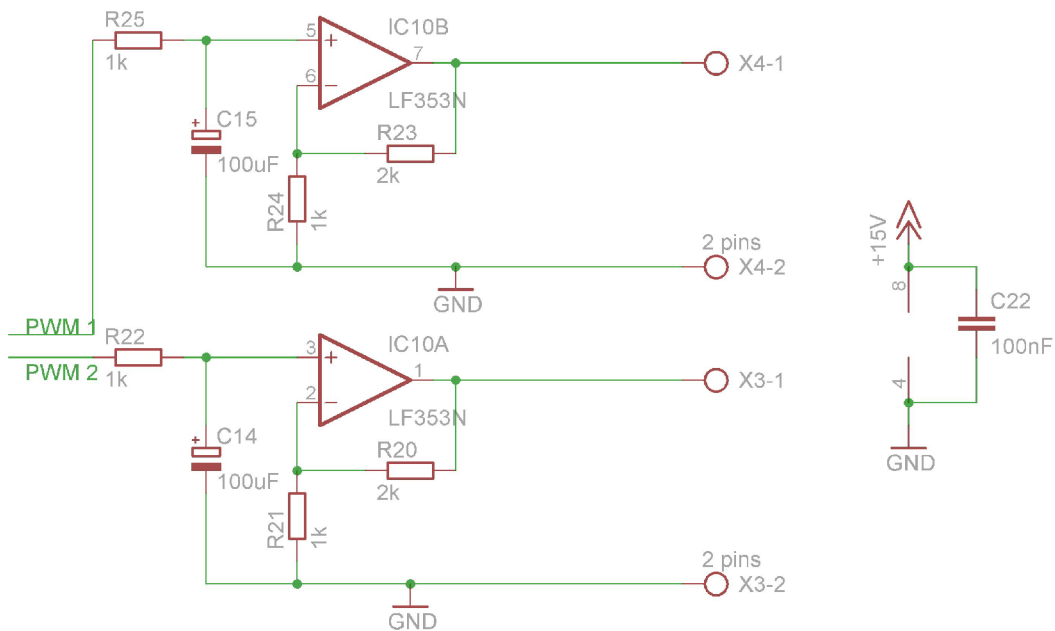 R25
1k
5
+
IC10B
7
6
−
LF353N
X4-1
+
C15
100uF
R23
2k
R24
1k
2 pins
X4-2
GND
+15V
8
C22
100nF
4
GND
PWM 1
PWM 2
R22
1k
3
+
IC10A
1
2
−
LF353N
X3-1
+
C14
100uF
R20
2k
R21
1k
2 pins
X3-2
GND